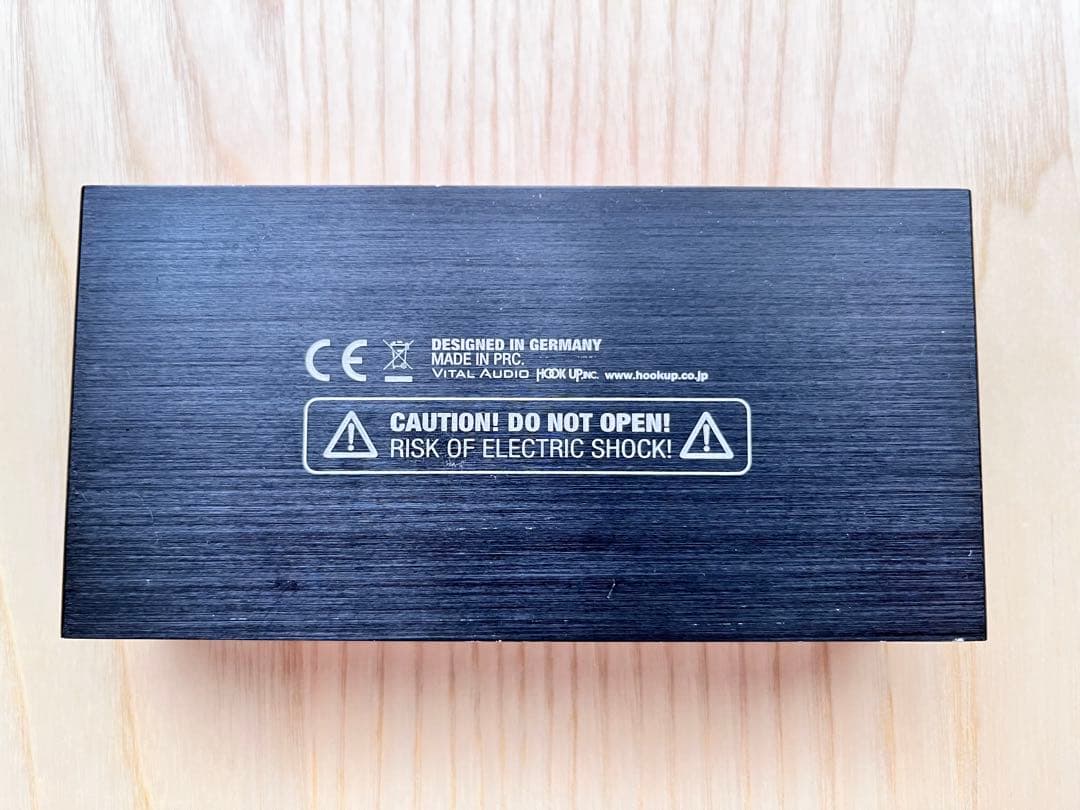 CE
DESIGNED IN GERMANY
MADE IN PRC.
VITAL AUDIO HOOK UP,INC. www.hookup.co.jp
CAUTION! DO NOT OPEN!
RISK OF ELECTRIC SHOCK!